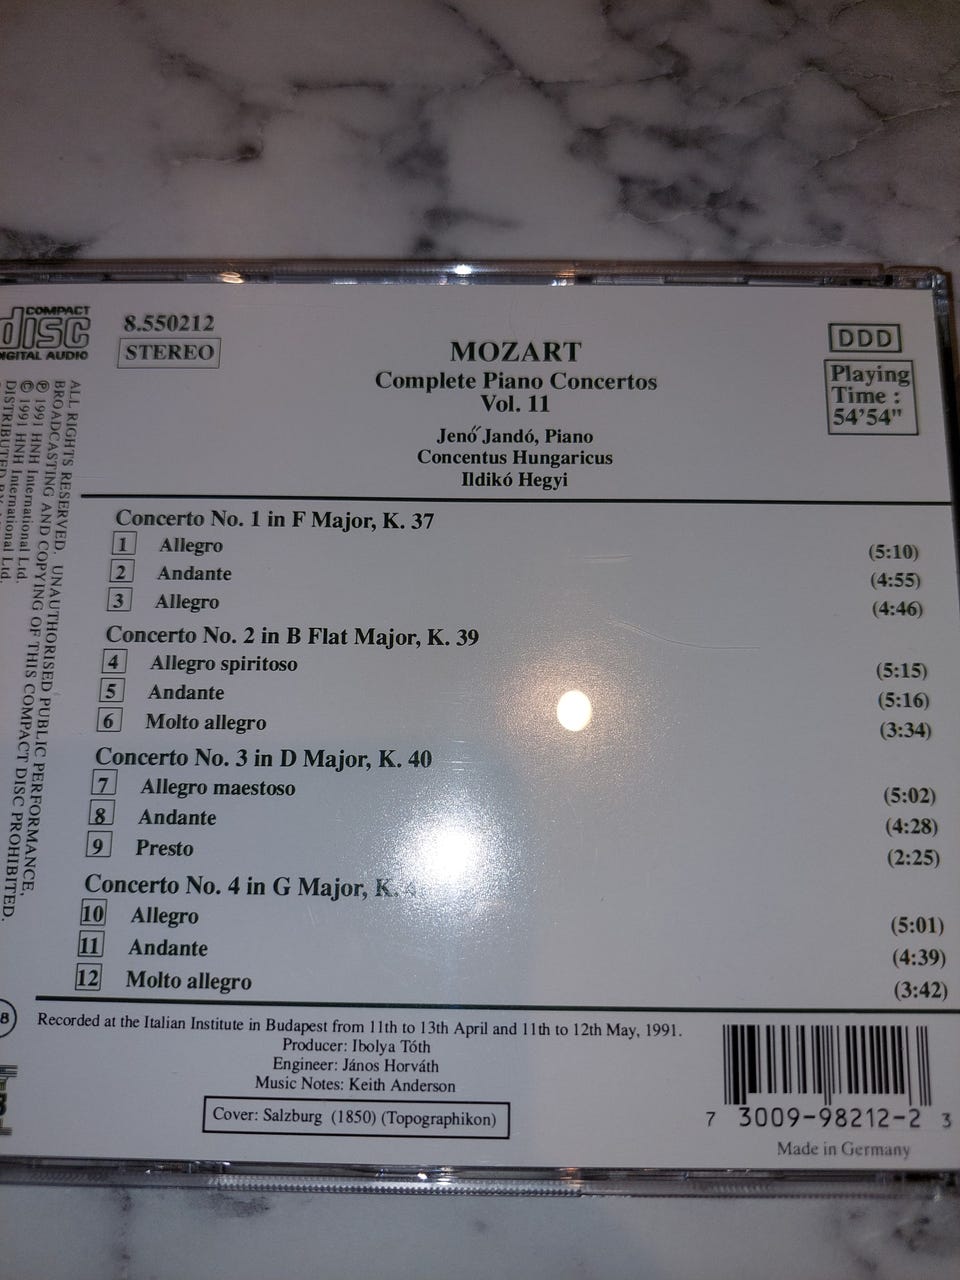 COMPACT
disc
DIGITAL AUDIO
8.550212
STEREO
MOZART
Complete Piano Concertos
Vol. 11
Jenő Jandó, Piano
Concentus Hungaricus
Ildikó Hegyi
DDD
Playing
Time :
54'54"
ALL RIGHTS RESERVED. UNAUTHORISED PUBLIC PERFORMANCE,
BROADCASTING AND COPYING OF THIS COMPACT DISC PROHIBITED.
℗ 1991 HNH International Ltd.
© 1991 HNH International Ltd.
DISTRIBUTED
Concerto No. 1 in F Major, K. 37
1 Allegro (5:10)
2 Andante (4:55)
3 Allegro (4:46)
Concerto No. 2 in B Flat Major, K. 39
4 Allegro spiritoso (5:15)
5 Andante (5:16)
6 Molto allegro (3:34)
Concerto No. 3 in D Major, K. 40
7 Allegro maestoso (5:02)
8 Andante (4:28)
9 Presto (2:25)
Concerto No. 4 in G Major, K.
10 Allegro (5:01)
11 Andante (4:39)
12 Molto allegro (3:42)
Recorded at the Italian Institute in Budapest from 11th to 13th April and 11th to 12th May, 1991.
Producer: Ibolya Tóth
Engineer: János Horváth
Music Notes: Keith Anderson
Cover: Salzburg (1850) (Topographikon)
7 3009-98212-2 3
Made in Germany